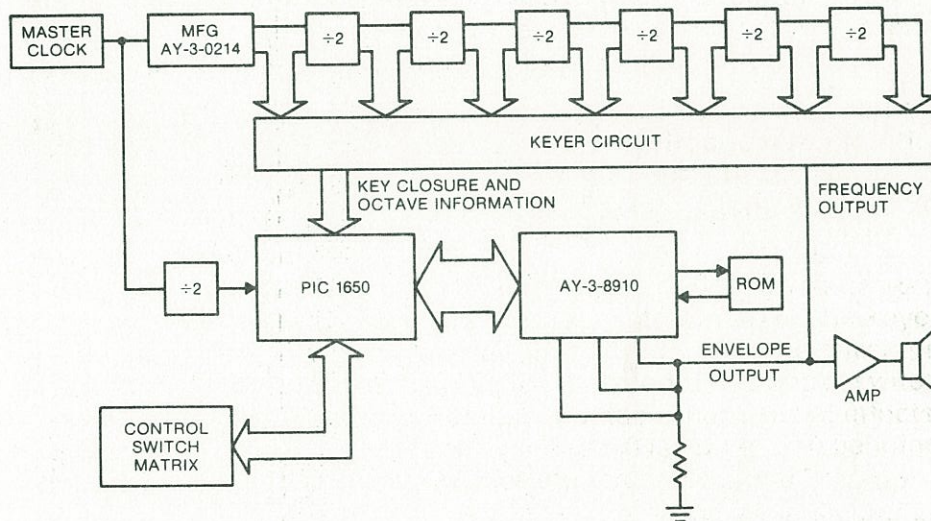 MASTER
CLOCK
MFG
AY-3-0214
÷2
÷2
÷2
÷2
÷2
÷2
KEYER CIRCUIT
KEY CLOSURE AND
OCTAVE INFORMATION
FREQUENCY
OUTPUT
÷2
PIC 1650
AY-3-8910
ROM
ENVELOPE
OUTPUT
AMP
CONTROL
SWITCH
MATRIX